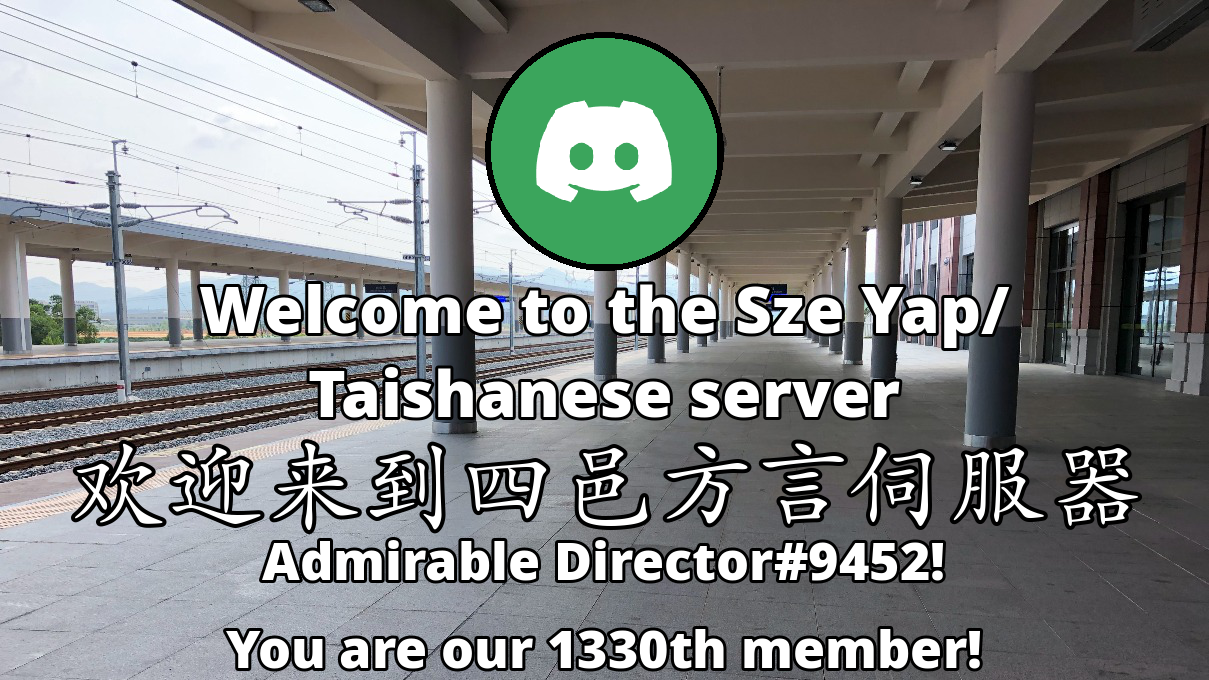 Welcome to the Sze Yap/
Taishanese server
欢迎来到四邑方言伺服器
Admirable Director#9452!
You are our 1330th member!